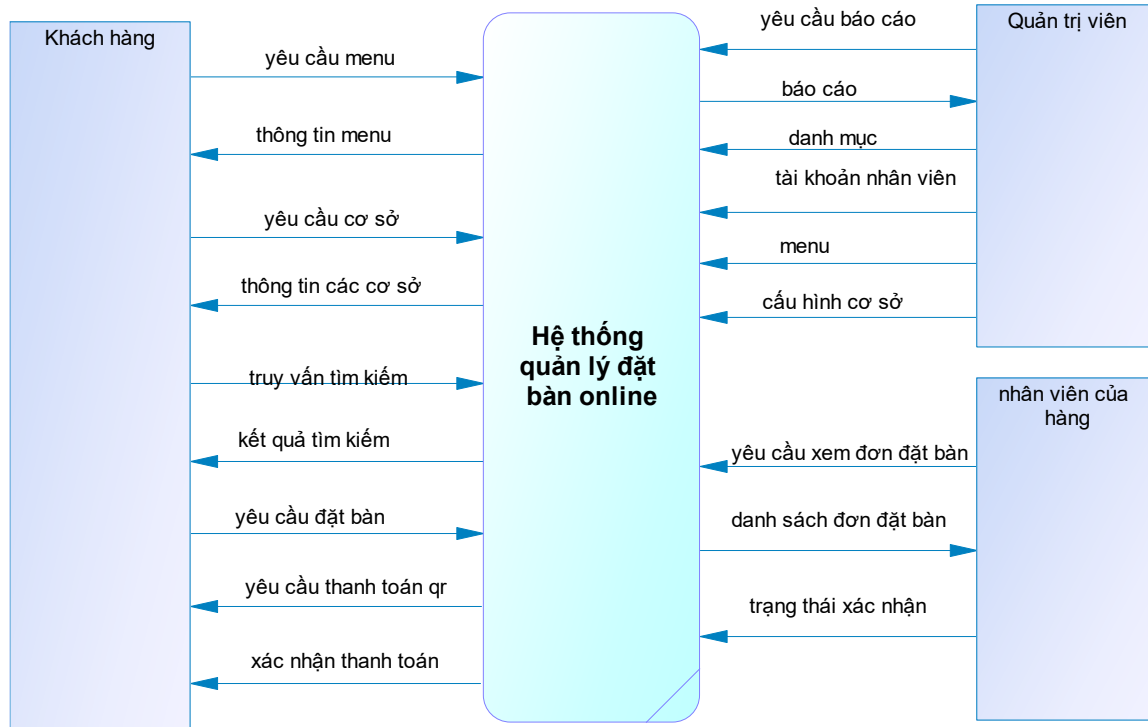 Khách hàng
yêu cầu menu
thông tin menu
yêu cầu cơ sở
thông tin các cơ sở
truy vấn tìm kiếm
kết quả tìm kiếm
yêu cầu đặt bàn
yêu cầu thanh toán qr
xác nhận thanh toán
Hệ thống
quản lý đặt
bàn online
Quản trị viên
yêu cầu báo cáo
báo cáo
danh mục
tài khoản nhân viên
menu
cấu hình cơ sở
nhân viên của
hàng
yêu cầu xem đơn đặt bàn
danh sách đơn đặt bàn
trạng thái xác nhận